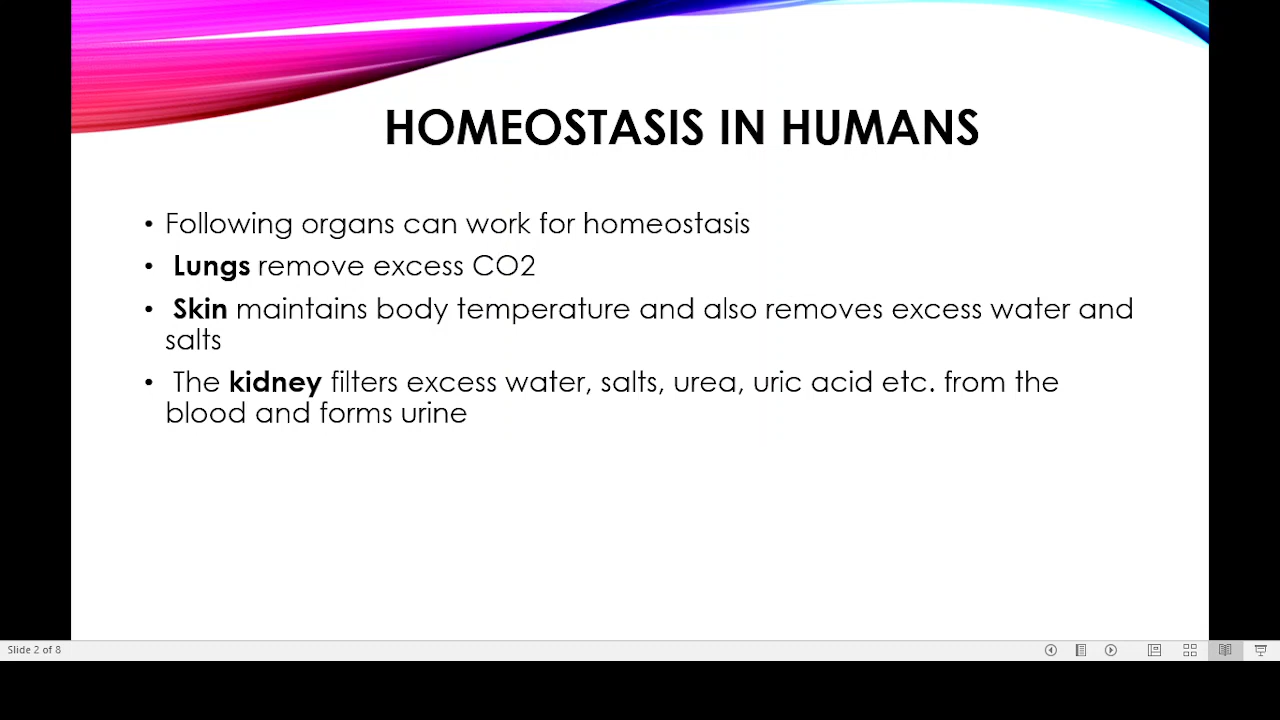 HOMEOSTASIS IN HUMANS
• Following organs can work for homeostasis
• Lungs remove excess CO2
• Skin maintains body temperature and also removes excess water and
salts
• The kidney filters excess water, salts, urea, uric acid etc. from the
blood and forms urine
Slide 2 of 8